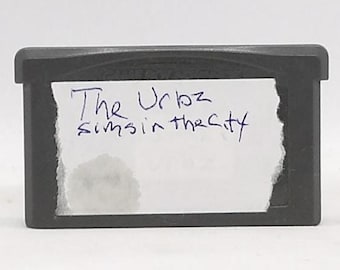 The Urbz
sims in the City